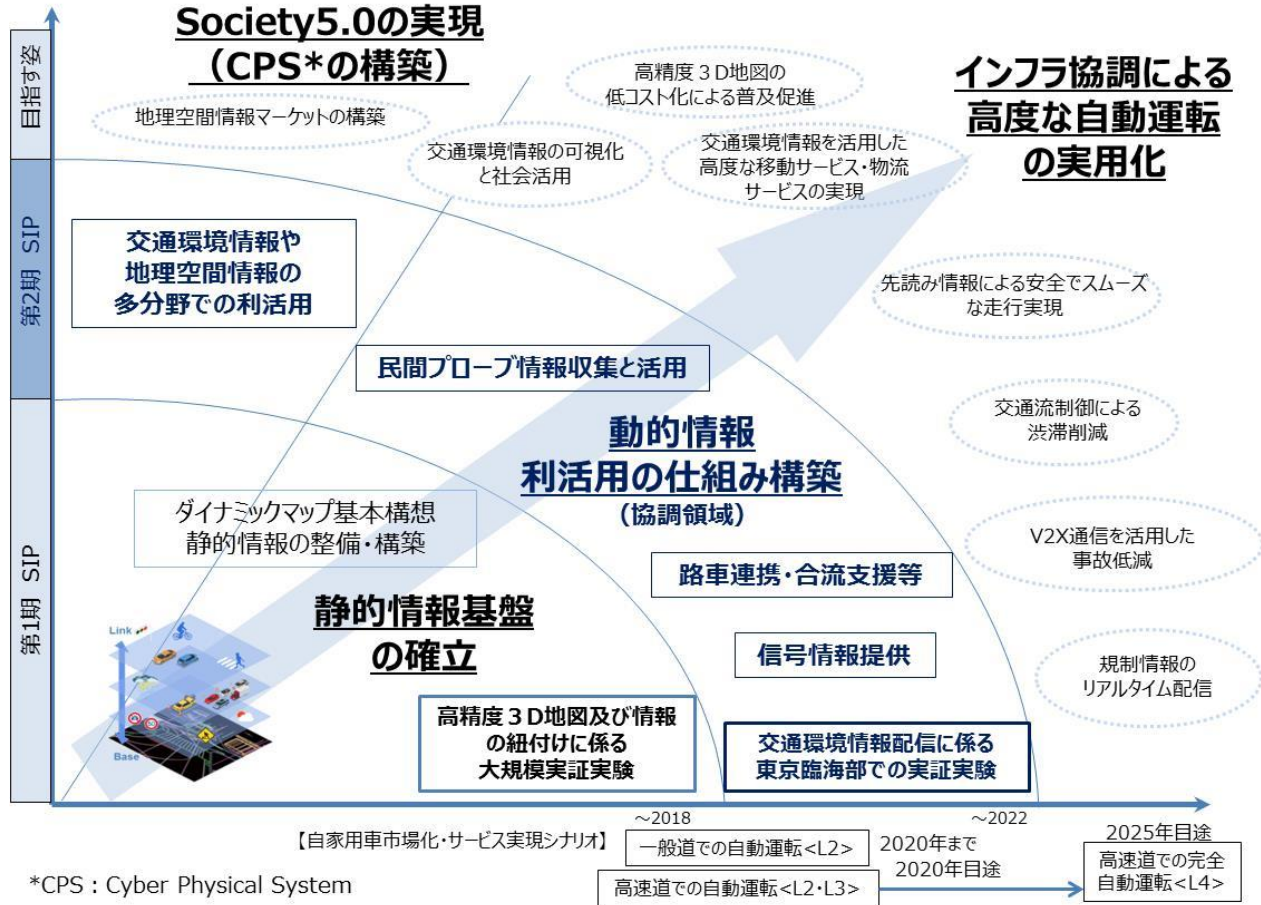 Society5.0の実現
（CPS*の構築）
インフラ協調による
高度な自動運転
の実用化
目指す姿
地理空間情報マーケットの構築
高精度３D地図の
低コスト化による普及促進
交通環境情報の可視化
と社会活用
交通環境情報を活用した
高度な移動サービス・物流
サービスの実現
第2期 SIP
交通環境情報や
地理空間情報の
多分野での利活用
先読み情報による安全でスムーズ
な走行実現
民間プローブ情報収集と活用
交通流制御による
渋滞削減
動的情報
利活用の仕組み構築
（協調領域）
第1期 SIP
ダイナミックマップ基本構想
静的情報の整備・構築
V2X通信を活用した
事故低減
路車連携・合流支援等
静的情報基盤
の確立
信号情報提供
規制情報の
リアルタイム配信
Link
Base
高精度３D地図及び情報
の紐付けに係る
大規模実証実験
交通環境情報配信に係る
東京臨海部での実証実験
～2018
～2022
【自家用車市場化・サービス実現シナリオ】
一般道での自動運転<L2>
2020年まで
2025年目途
高速道での自動運転<L2・L3>
2020年目途
高速道での完全
自動運転<L4>
*CPS：Cyber Physical System